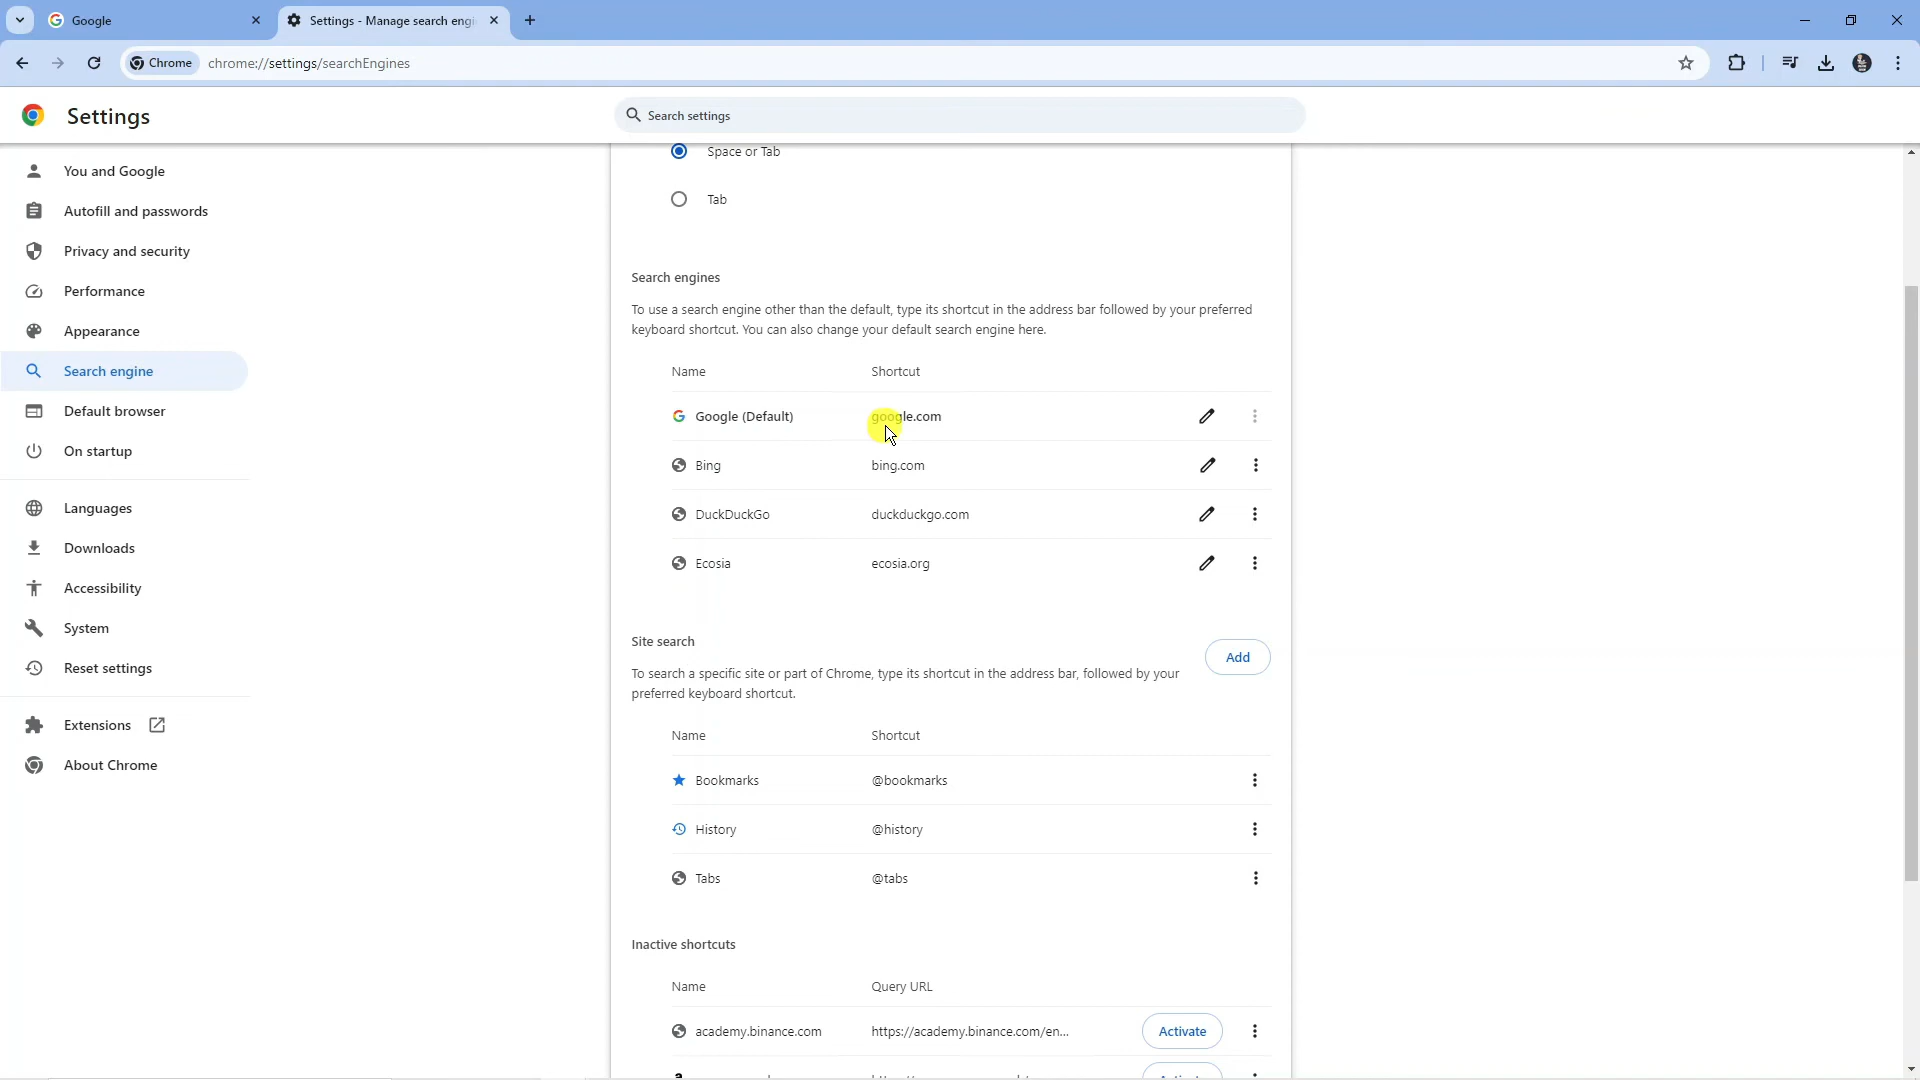 Google
Settings - Manage search engi
Chrome
chrome://settings/searchEngines
Settings
Search settings
You and Google
Autofill and passwords
Privacy and security
Performance
Appearance
Search engine
Default browser
On startup
Languages
Downloads
Accessibility
System
Reset settings
Extensions
About Chrome
Space or Tab
Tab
Search engines
To use a search engine other than the default, type its shortcut in the address bar followed by your preferred
keyboard shortcut. You can also change your default search engine here.
Name Shortcut
Google (Default) google.com
Bing bing.com
DuckDuckGo duckduckgo.com
Ecosia ecosia.org
Site search
Add
To search a specific site or part of Chrome, type its shortcut in the address bar, followed by your
preferred keyboard shortcut.
Name Shortcut
Bookmarks @bookmarks
History @history
Tabs @tabs
Inactive shortcuts
Name Query URL
academy.binance.com https://academy.binance.com/en... Activate